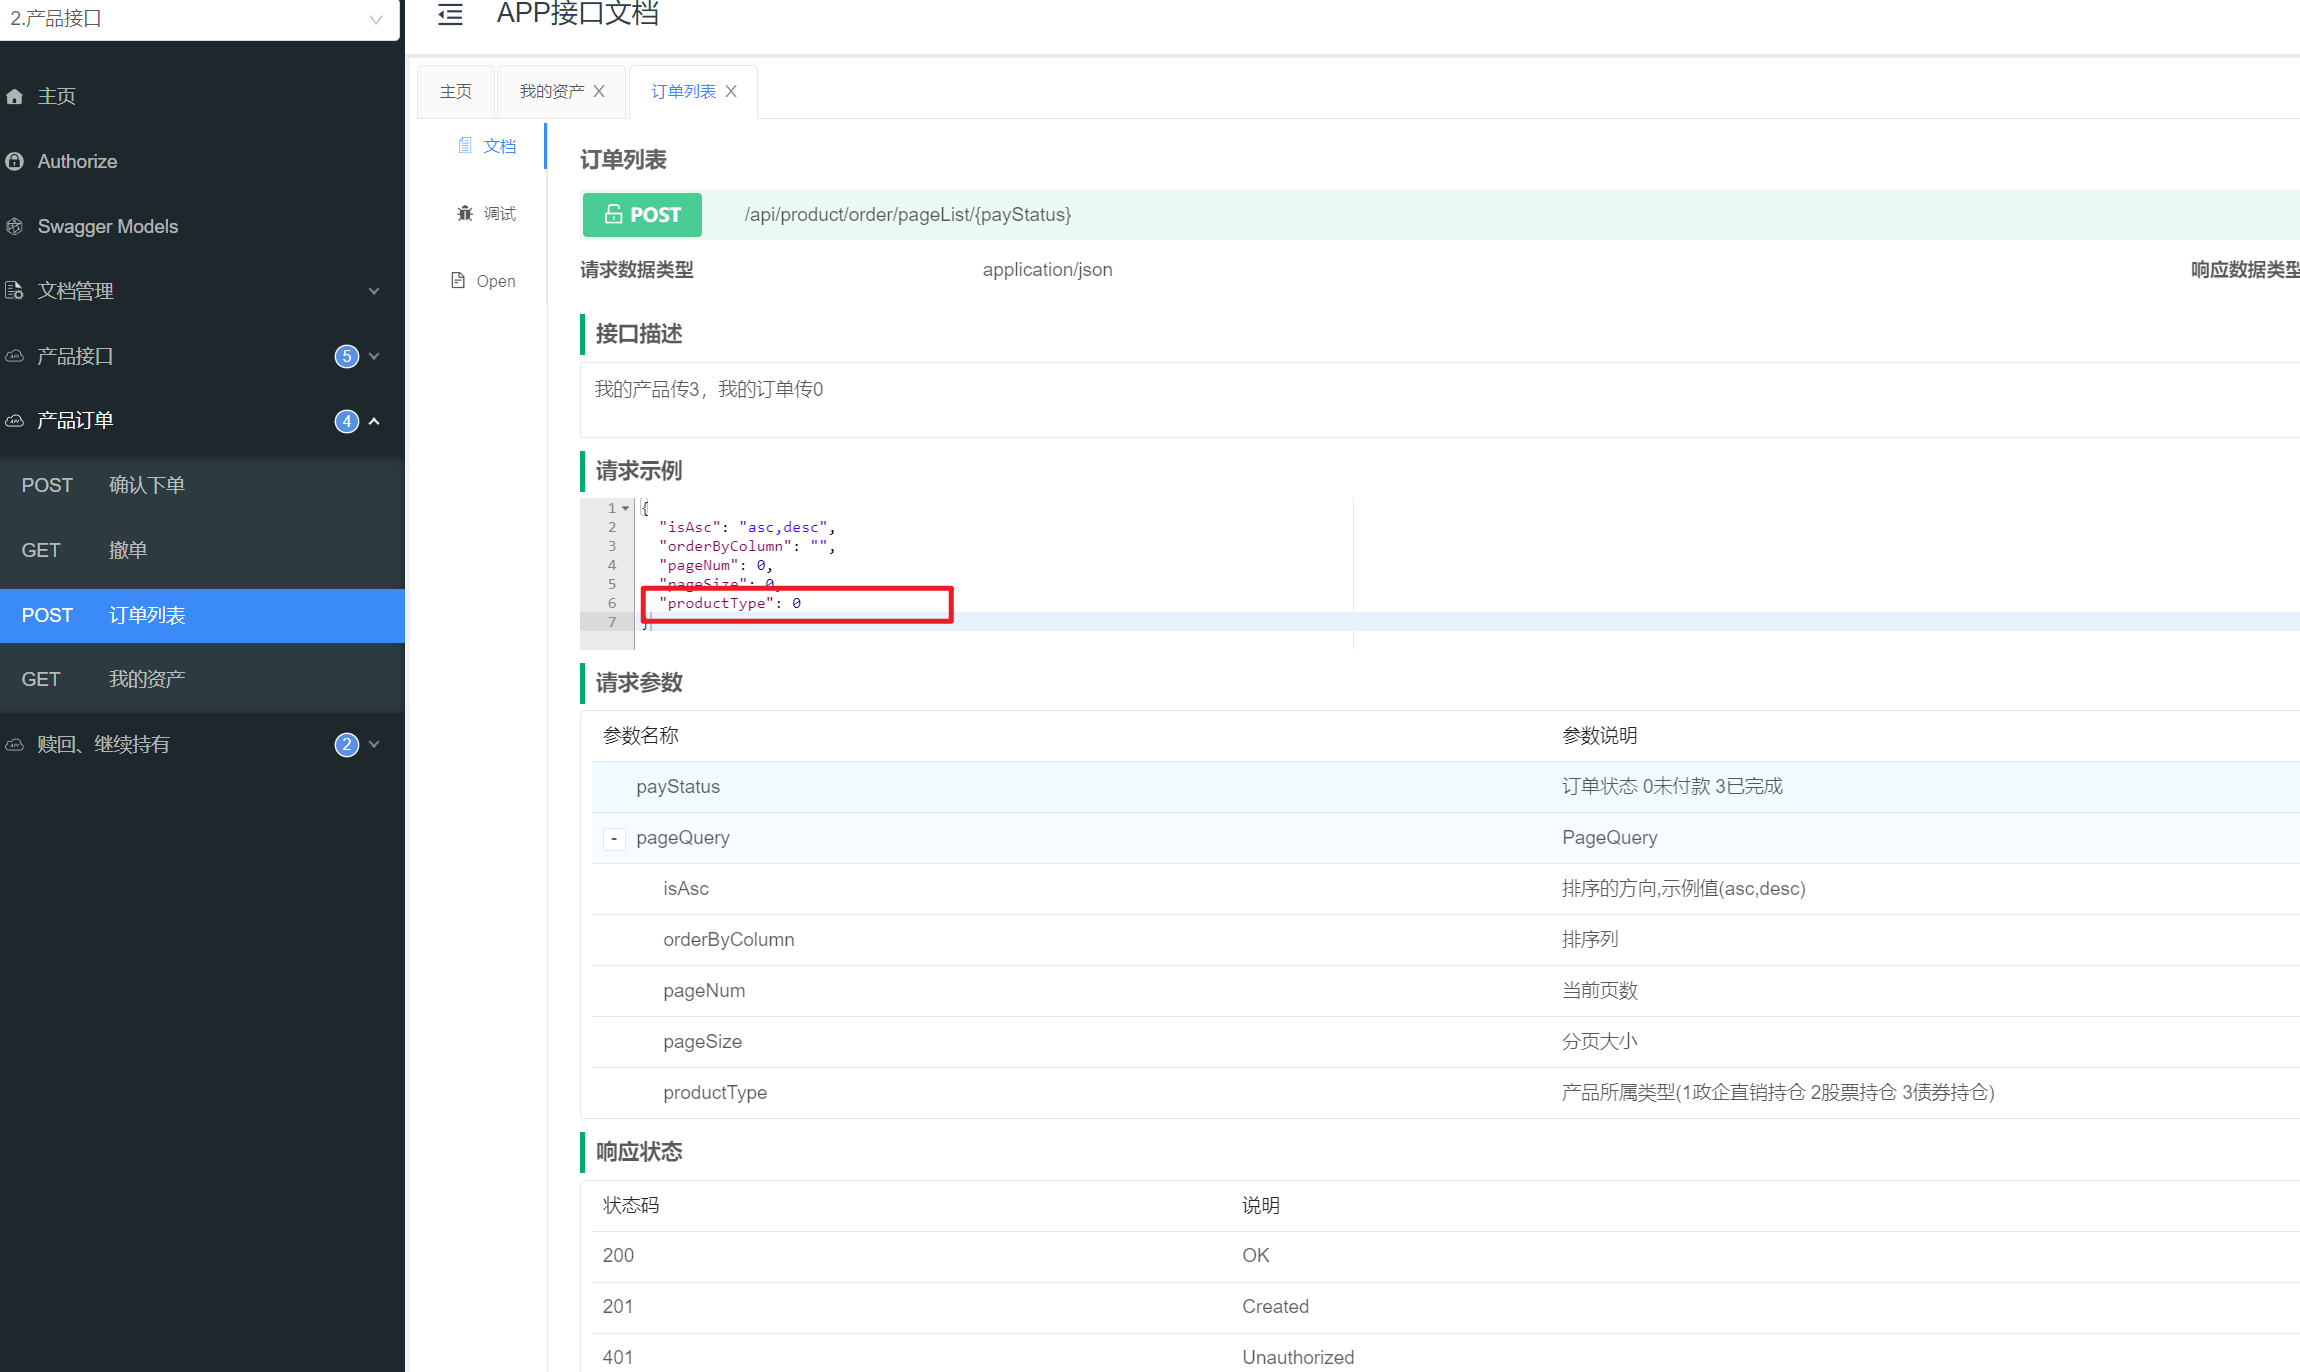 2.产品接口
主页
Authorize
Swagger Models
文档管理
产品接口 5
产品订单 4
POST 确认下单
GET 撤单
POST 订单列表
GET 我的资产
赎回、继续持有 2
APP接口文档
主页 我的资产 订单列表
文档
调试
Open
订单列表
POST /api/product/order/pageList/{payStatus}
请求数据类型 application/json 响应数据类型
接口描述
我的产品传3，我的订单传0
请求示例
1 {
2 "isAsc": "asc,desc",
3 "orderByColumn": "",
4 "pageNum": 0,
5 "pageSize": 0,
6 "productType": 0
7 }
请求参数
参数名称 参数说明
payStatus 订单状态 0未付款 3已完成
- pageQuery PageQuery
isAsc 排序的方向,示例值(asc,desc)
orderByColumn 排序列
pageNum 当前页数
pageSize 分页大小
productType 产品所属类型(1政企直销持仓 2股票持仓 3债券持仓)
响应状态
状态码 说明
200 OK
201 Created
401 Unauthorized